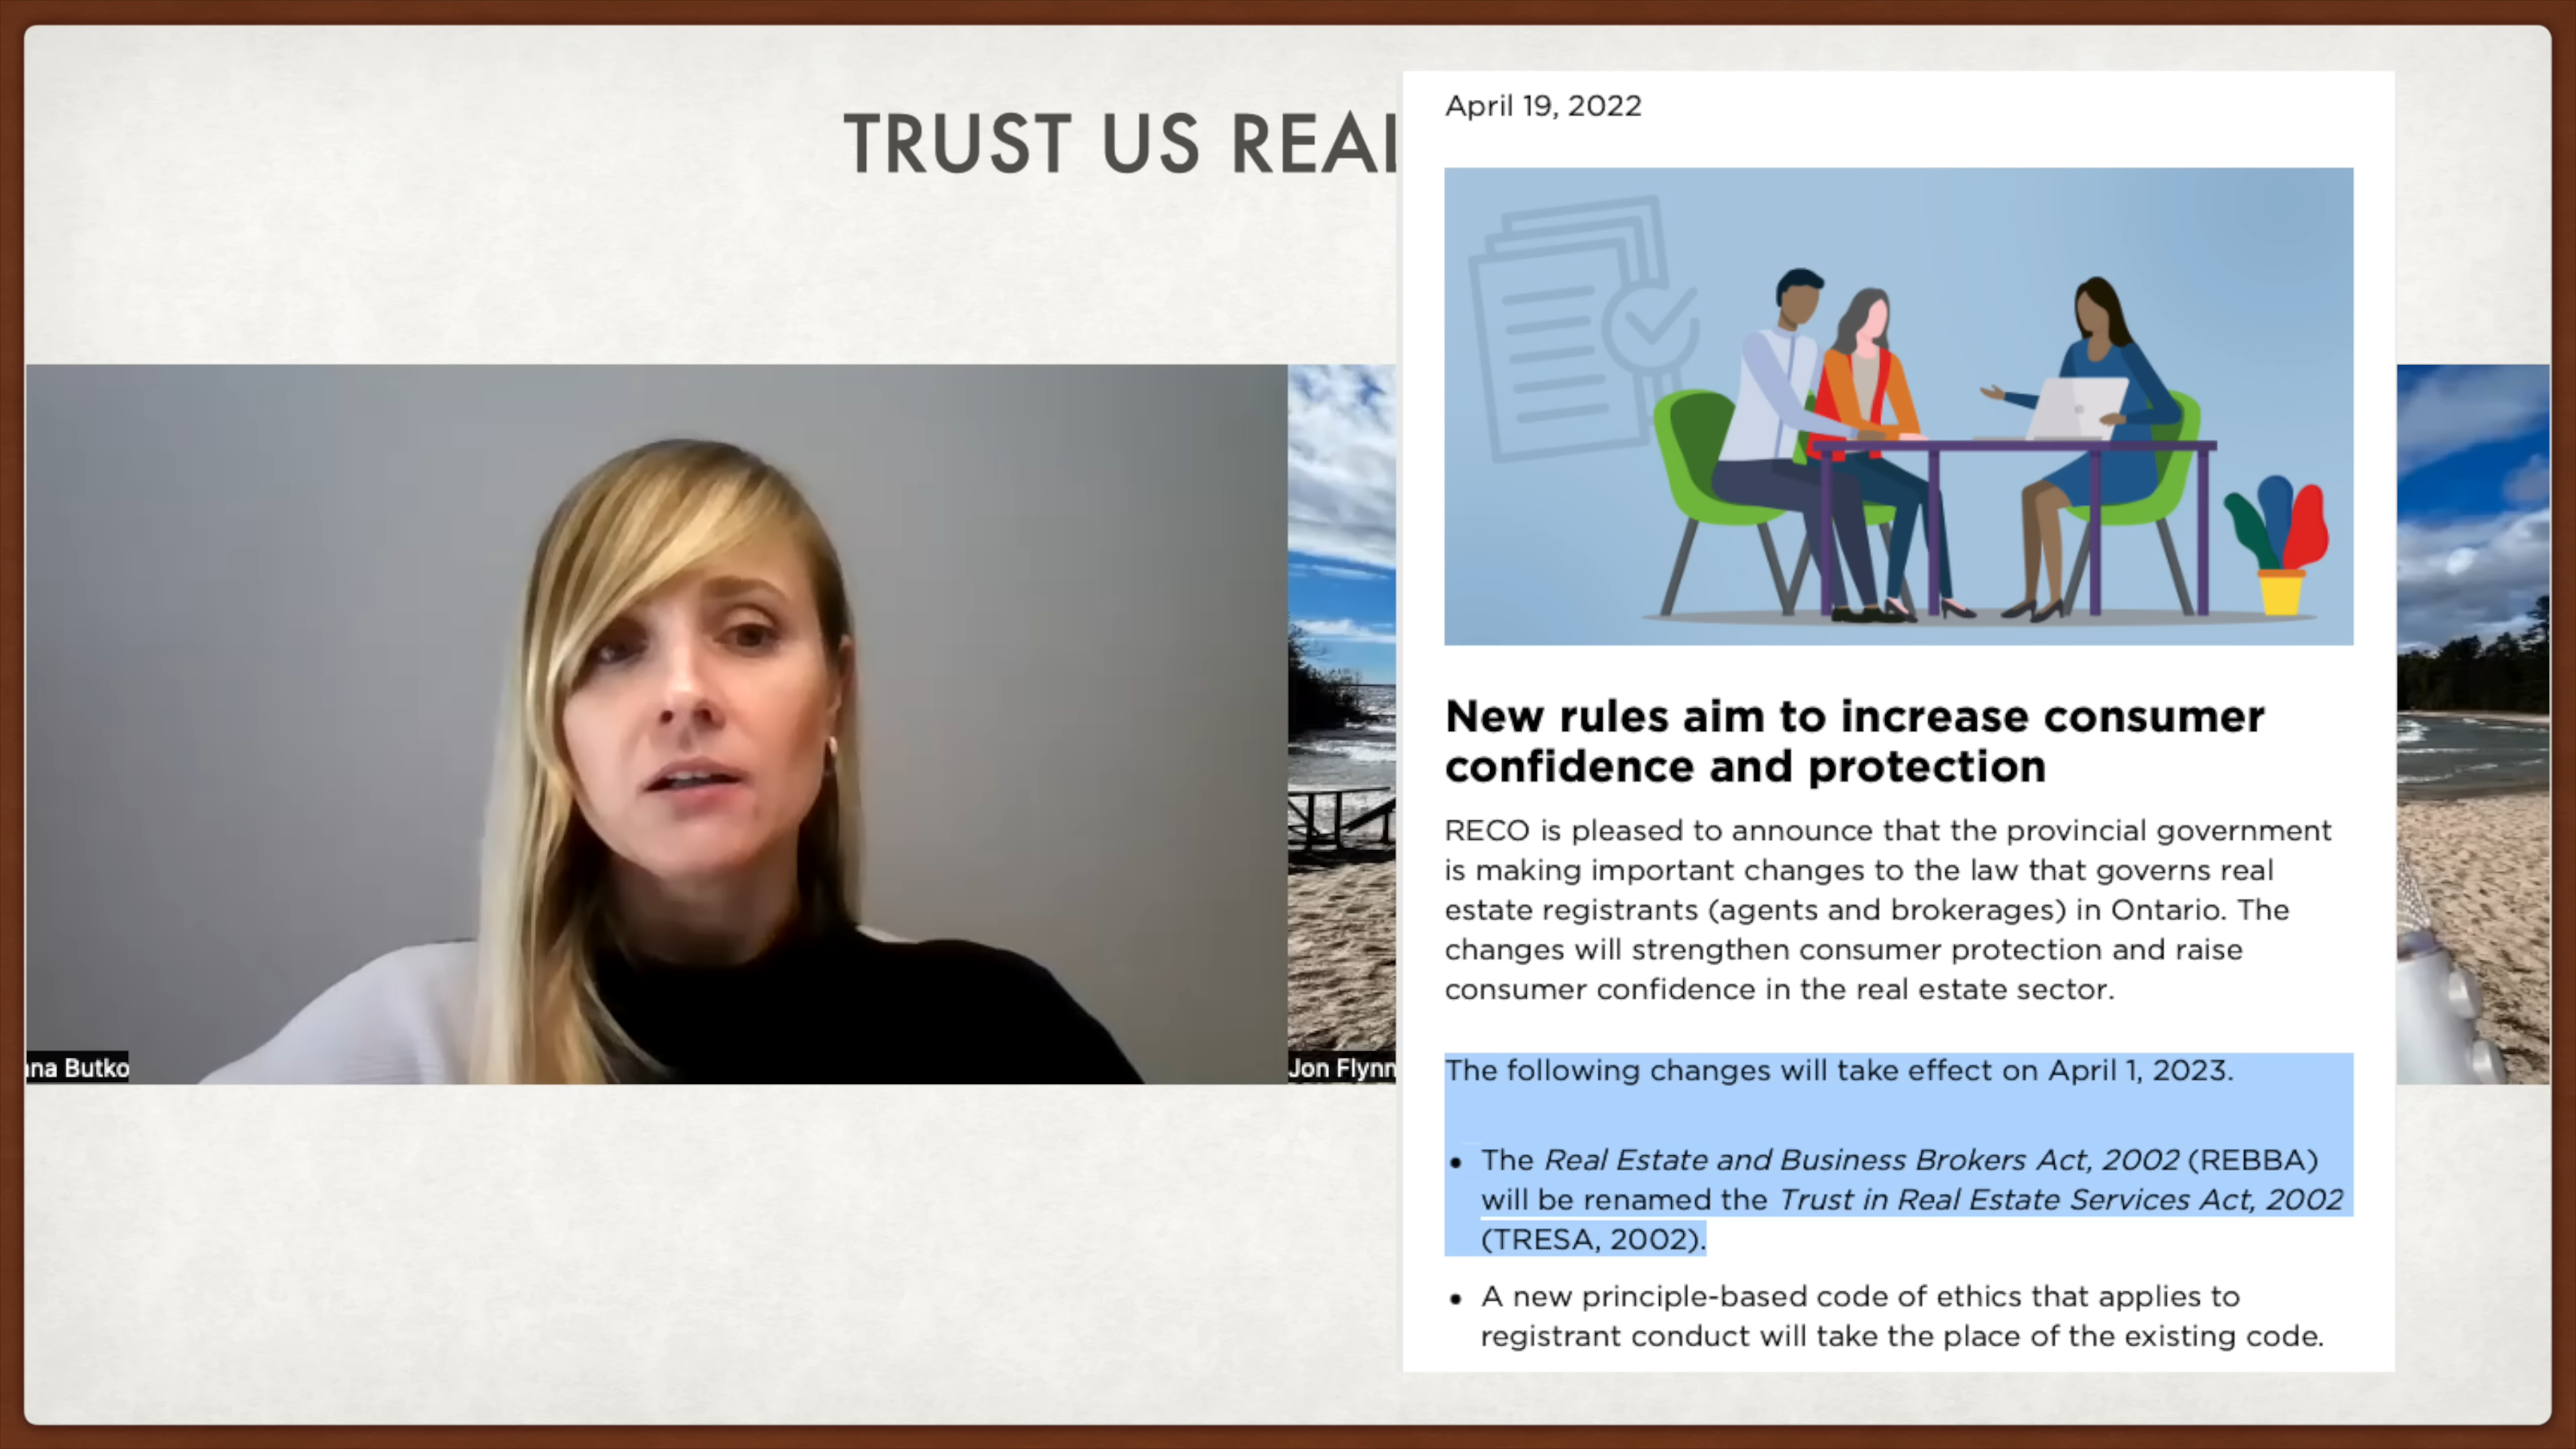 TRUST US REAL
April 19, 2022
New rules aim to increase consumer
confidence and protection
RECO is pleased to announce that the provincial government
is making important changes to the law that governs real
estate registrants (agents and brokerages) in Ontario. The
changes will strengthen consumer protection and raise
consumer confidence in the real estate sector.
The following changes will take effect on April 1, 2023.
• The Real Estate and Business Brokers Act, 2002 (REBBA)
will be renamed the Trust in Real Estate Services Act, 2002
(TRESA, 2002).
• A new principle-based code of ethics that applies to
registrant conduct will take the place of the existing code.
na Butko
Jon Flynn